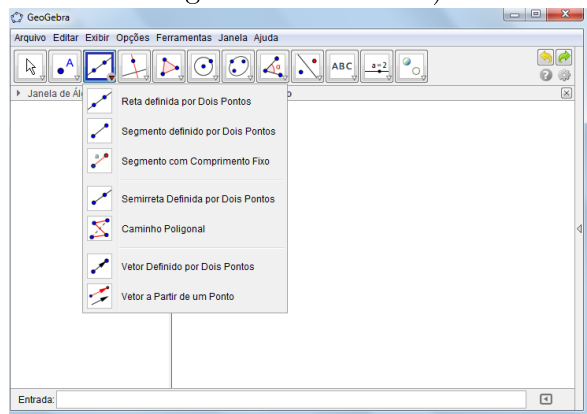 GeoGebra
Arquivo Editar Exibir Opções Ferramentas Janela Ajuda
A
α
ABC
a=2
Janela de Ál
Reta definida por Dois Pontos
Segmento definido por Dois Pontos
a
Segmento com Comprimento Fixo
Semirreta Definida por Dois Pontos
Caminho Poligonal
Vetor Definido por Dois Pontos
Vetor a Partir de um Ponto
Entrada: